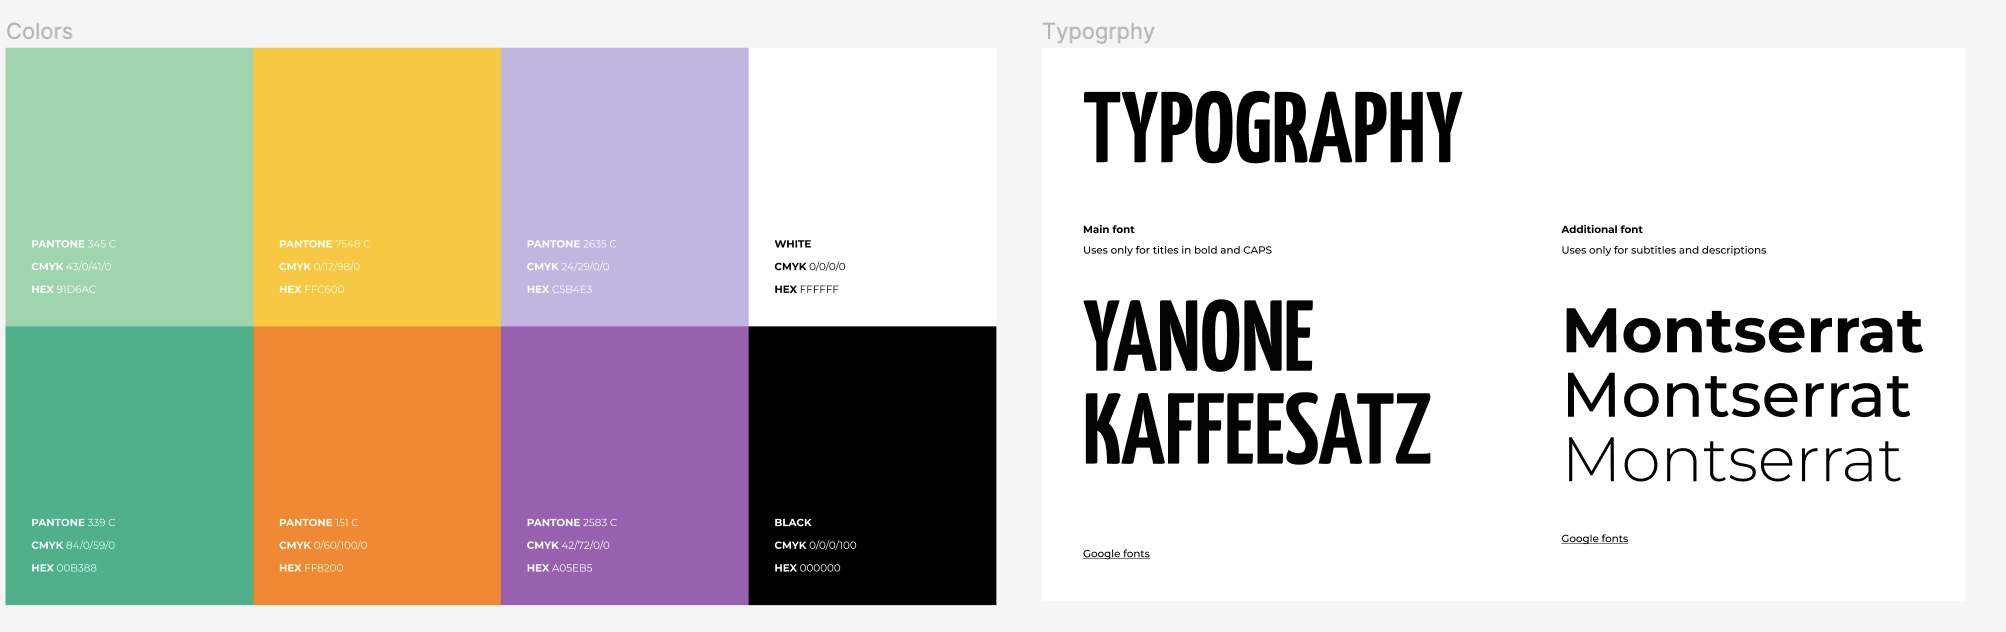 Colors
PANTONE 345 C
CMYK 43/0/41/0
HEX 91D6AC
PANTONE 7548 C
CMYK 0/12/98/0
HEX FFC600
PANTONE 2635 C
CMYK 24/29/0/0
HEX C5B4E3
WHITE
CMYK 0/0/0/0
HEX FFFFFF
PANTONE 339 C
CMYK 84/0/59/0
HEX 00B388
PANTONE 151 C
CMYK 0/60/100/0
HEX FF8200
PANTONE 2583 C
CMYK 42/72/0/0
HEX A05EB5
BLACK
CMYK 0/0/0/100
HEX 000000
Typogrphy
TYPOGRAPHY
Main font
Uses only for titles in bold and CAPS
YANONE
KAFFEESATZ
Google fonts
Additional font
Uses only for subtitles and descriptions
Montserrat
Montserrat
Montserrat
Google fonts